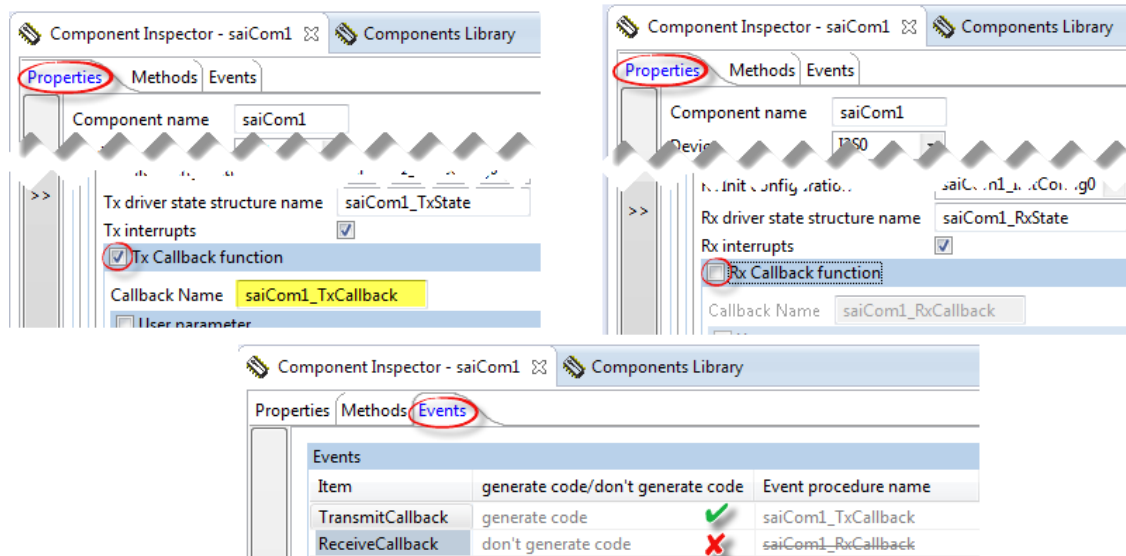 Component Inspector - saiCom1 Components Library
Properties Methods Events
Component name saiCom1
>>
Tx driver state structure name saiCom1_TxState
Tx interrupts
Tx Callback function
Callback Name saiCom1_TxCallback
User parameter
Component Inspector - saiCom1 Components Library
Properties Methods Events
Component name saiCom1
Device I2S0
>>
Rx driver state structure name saiCom1_RxState
Rx interrupts
Rx Callback function
Callback Name saiCom1_RxCallback
Component Inspector - saiCom1 Components Library
Properties Methods Events
Events
Item generate code/don't generate code Event procedure name
TransmitCallback generate code saiCom1_TxCallback
ReceiveCallback don't generate code saiCom1_RxCallback